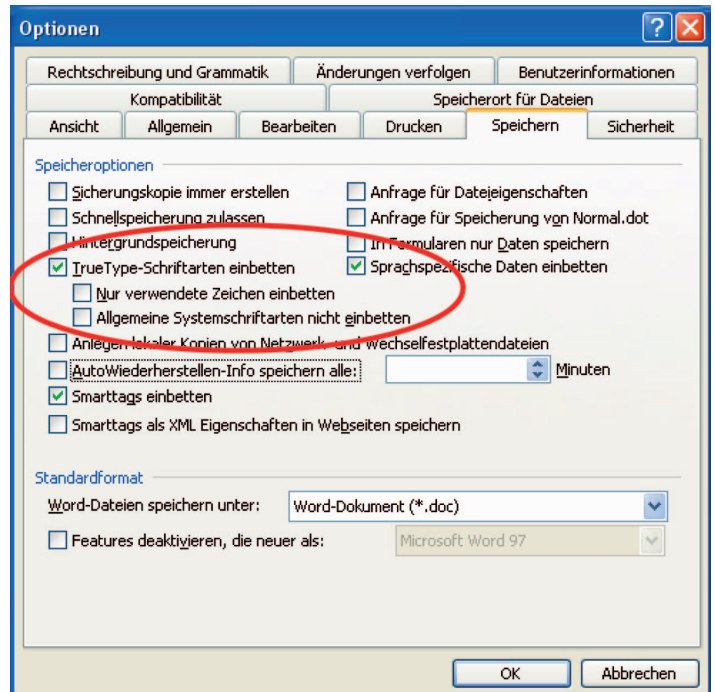 Optionen
Rechtschreibung und Grammatik Änderungen verfolgen Benutzerinformationen
Kompatibilität Speicherort für Dateien
Ansicht Allgemein Bearbeiten Drucken Speichern Sicherheit
Speicheroptionen
Sicherungskopie immer erstellen Anfrage für Dateieigenschaften
Schnellspeicherung zulassen Anfrage für Speicherung von Normal.dot
Hintergrundspeicherung In Formularen nur Daten speichern
TrueType-Schriftarten einbetten Sprachspezifische Daten einbetten
Nur verwendete Zeichen einbetten
Allgemeine Systemschriftarten nicht einbetten
Anlegen lokaler Kopien von Netzwerk- und Wechselfestplattendateien
AutoWiederherstellen-Info speichern alle: Minuten
Smarttags einbetten
Smarttags als XML Eigenschaften in Webseiten speichern
Standardformat
Word-Dateien speichern unter: Word-Dokument (*.doc)
Features deaktivieren, die neuer als: Microsoft Word 97
OK Abbrechen